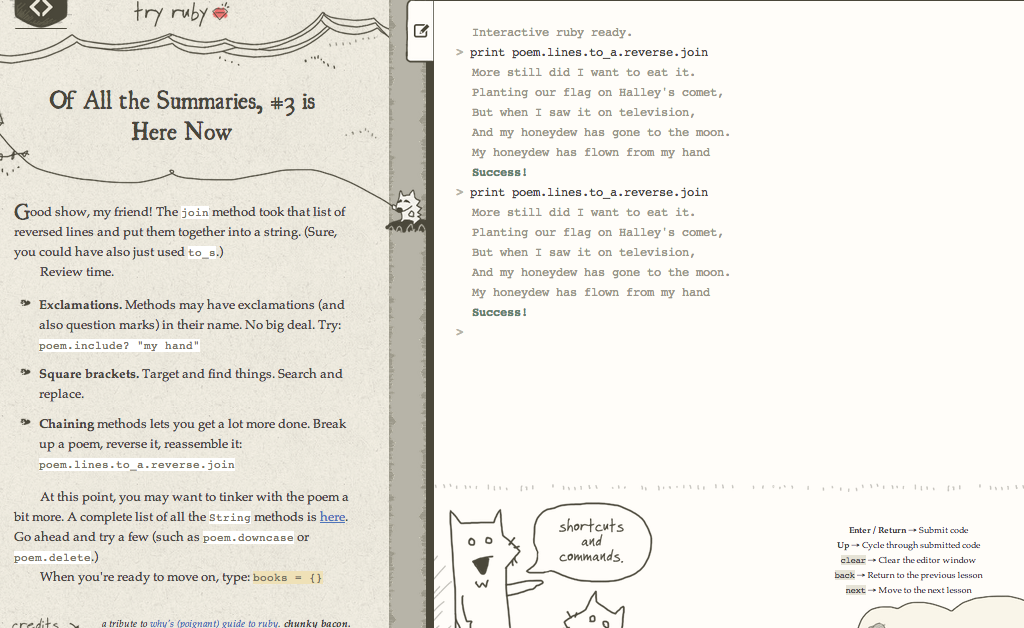 try ruby
Of All the Summaries, #3 is
Here Now
Good show, my friend! The join method took that list of
reversed lines and put them together into a string. (Sure,
you could have also just used to_s.)
Review time.
Exclamations. Methods may have exclamations (and
also question marks) in their name. No big deal. Try:
poem.include? "my hand"
Square brackets. Target and find things. Search and
replace.
Chaining methods lets you get a lot more done. Break
up a poem, reverse it, reassemble it:
poem.lines.to_a.reverse.join
At this point, you may want to tinker with the poem a
bit more. A complete list of all the String methods is here.
Go ahead and try a few (such as poem.downcase or
poem.delete.)
When you're ready to move on, type: books = {}
credits
a tribute to why's (poignant) guide to ruby. chunky bacon.
Interactive ruby ready.
> print poem.lines.to_a.reverse.join
More still did I want to eat it.
Planting our flag on Halley's comet,
But when I saw it on television,
And my honeydew has gone to the moon.
My honeydew has flown from my hand
Success!
> print poem.lines.to_a.reverse.join
More still did I want to eat it.
Planting our flag on Halley's comet,
But when I saw it on television,
And my honeydew has gone to the moon.
My honeydew has flown from my hand
Success!
>
shortcuts
and
commands.
Enter / Return → Submit code
Up → Cycle through submitted code
clear → Clear the editor window
back → Return to the previous lesson
next → Move to the next lesson